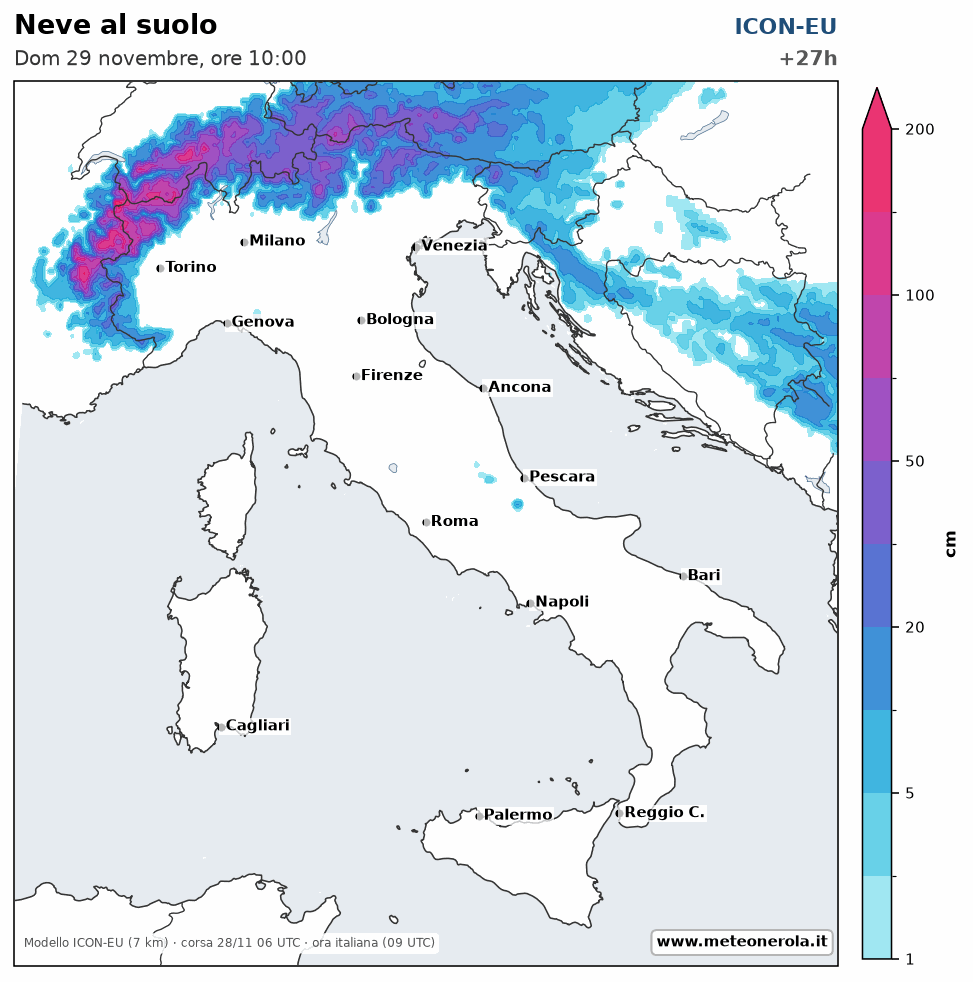 Neve al suolo
ICON-EU
Dom 29 novembre, ore 10:00
+27h
200
100
50
20
5
1
cm
Milano
Venezia
Torino
Genova
Bologna
Firenze
Ancona
Pescara
Roma
Bari
Napoli
Cagliari
Palermo
Reggio C.
Modello ICON-EU (7 km) · corsa 28/11 06 UTC · ora italiana (09 UTC)
www.meteonerola.it